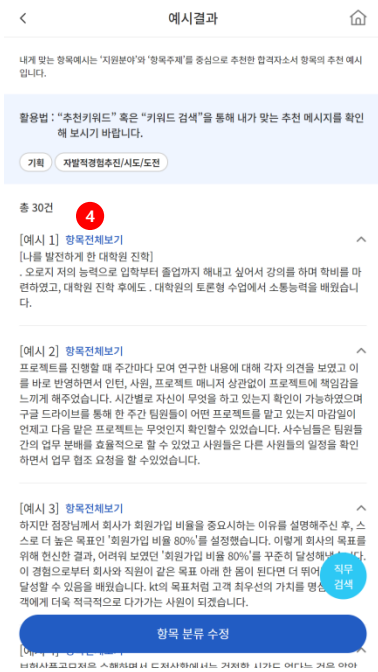 예시결과
내게 맞는 항목예시는 '지원분야'와 '항목주제'를 중심으로 추천한 합격자소서 항목의 추천 예시
입니다.
활용법 : "추천키워드" 혹은 "키워드 검색"을 통해 내가 맞는 추천 메시지를 확인
해 보시기 바랍니다.
기획 자발적경험추진/시도/도전
총 30건
4
[예시 1] 항목전체보기
[나를 발전하게 한 대학원 진학]
. 오로지 저의 능력으로 입학부터 졸업까지 해내고 싶어서 강의를 하며 학비를 마
련하였고, 대학원 진학 후에도 . 대학원의 토론형 수업에서 소통능력을 배웠습니
다.
[예시 2] 항목전체보기
프로젝트를 진행할 때 주간마다 모여 연구한 내용에 대해 각자 의견을 보였고 이
를 바로 반영하면서 인턴, 사원, 프로젝트 매니저 상관없이 프로젝트에 책임감을
느끼게 해주었습니다. 시간별로 자신이 무엇을 하고 있는지 확인이 가능하였으며
구글 드라이브를 통해 한 주간 팀원들이 어떤 프로젝트를 맡고 있는지 마감일이
언제고 다음 맡은 프로젝트는 무엇인지 확인할수 있었습니다. 사수님들은 팀원들
간의 업무 분배를 효율적으로 할 수 있었고 사원들은 다른 사원들의 일정을 확인
하면서 업무 협조 요청을 할 수있었습니다.
[예시 3] 항목전체보기
하지만 점장님께서 회사가 회원가입 비율을 중요시하는 이유를 설명해주신 후, 스
스로 더 높은 목표인 '회원가입 비율 80%'를 설정했습니다. 이렇게 회사의 목표를
위해 헌신한 결과, 어려워 보였던 '회원가입 비율 80%'를 꾸준히 달성해
이 경험으로부터 회사와 직원이 같은 목표 아래 한 몸이 된다면 더 뛰어
달성할 수 있음을 배웠습니다. kt의 목표처럼 고객 최우선의 가치를 명심
객에게 더욱 적극적으로 다가가는 사원이 되겠습니다.
직무
검색
항목 분류 수정